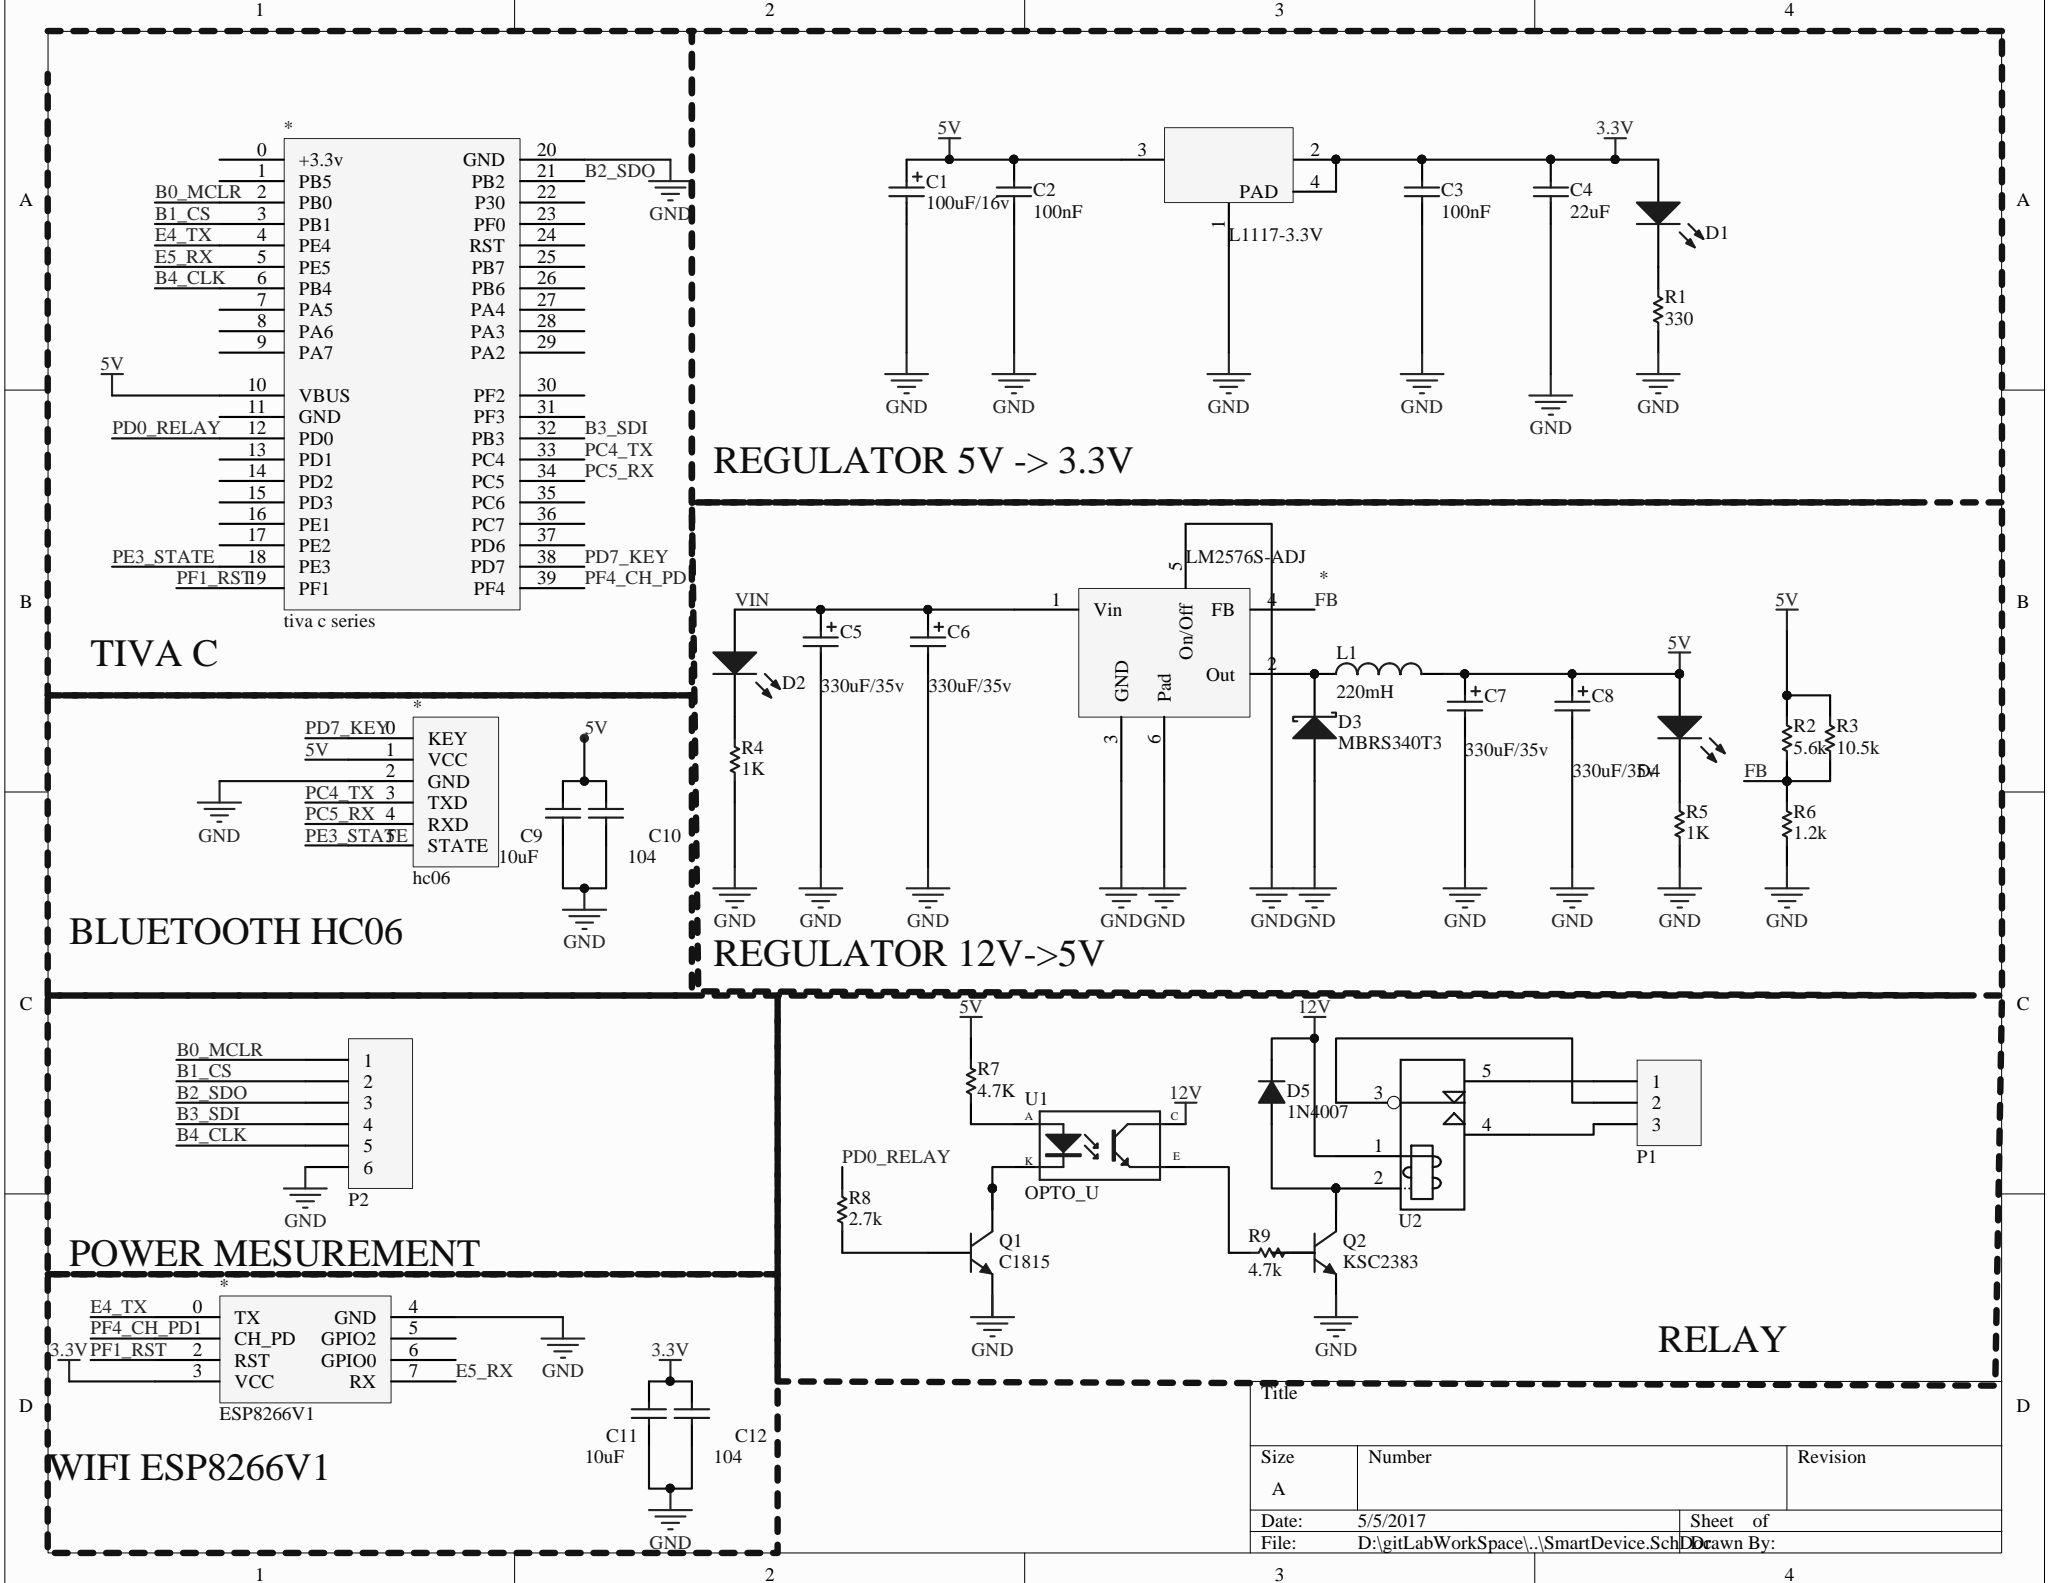 1 2 3 4
A
B
C
D
A
B
C
D
*
0 +3.3v GND 20
1 PB5 PB2 21 B2_SDO
B0_MCLR 2 PB0 P30 22
GND
B1_CS 3 PB1 PF0 23
E4_TX 4 PE4 RST 24
E5_RX 5 PE5 PB7 25
B4_CLK 6 PB4 PB6 26
7 PA5 PA4 27
8 PA6 PA3 28
9 PA7 PA2 29
5V
10 VBUS PF2 30
11 GND PF3 31
PD0_RELAY 12 PD0 PB3 32 B3_SDI
13 PD1 PC4 33 PC4_TX
14 PD2 PC5 34 PC5_RX
15 PD3 PC6 35
16 PE1 PC7 36
17 PE2 PD6 37
PE3_STATE 18 PE3 PD7 38 PD7_KEY
PF1_RST 19 PF1 PF4 39 PF4_CH_PD
tiva c series
TIVA C
5V 3 2 3.3V
4
PAD
1
L1117-3.3V
C1
100uF/16v
C2
100nF
C3
100nF
C4
22uF
D1
R1
330
GND GND GND GND GND GND
REGULATOR 5V -> 3.3V
LM2576S-ADJ
*
5
VIN 1 Vin On/Off FB 4 FB
GND Pad Out 2
3 6
C5
330uF/35v
C6
330uF/35v
D2
R4
1K
L1
220mH
D3
MBRS340T3
C7
330uF/35v
C8
330uF/35v
5V
D4
R5
1K
5V
R2
5.6k
R3
10.5k
FB
R6
1.2k
GND GND GND GND GND GND GND GND GND GND GND
REGULATOR 12V->5V
*
PD7_KEY 0 KEY
5V 1 VCC
2 GND
PC4_TX 3 TXD
PC5_RX 4 RXD
PE3_STATE 5 STATE
GND
hc06
5V
C9
10uF
C10
104
GND
BLUETOOTH HC06
B0_MCLR 1
B1_CS 2
B2_SDO 3
B3_SDI 4
B4_CLK 5
6
GND
P2
POWER MESUREMENT
*
E4_TX 0 TX GND 4
PF4_CH_PD 1 CH_PD GPIO2 5
3.3V PF1_RST 2 RST GPIO0 6
3 VCC RX 7 E5_RX
GND
ESP8266V1
3.3V
C11
10uF
C12
104
GND
WIFI ESP8266V1
5V
R7
4.7K
U1
A C
K E
OPTO_U
12V
PD0_RELAY
R8
2.7k
Q1
C1815
GND
12V
D5
1N4007
3 5
4
1
2
U2
1
2
3
P1
R9
4.7k
Q2
KSC2383
GND
RELAY
Title
Size Number Revision
A
Date: 5/5/2017 Sheet of
File: D:\gitLabWorkSpace\..\SmartDevice.SchDoc Drawn By:
1 2 3 4